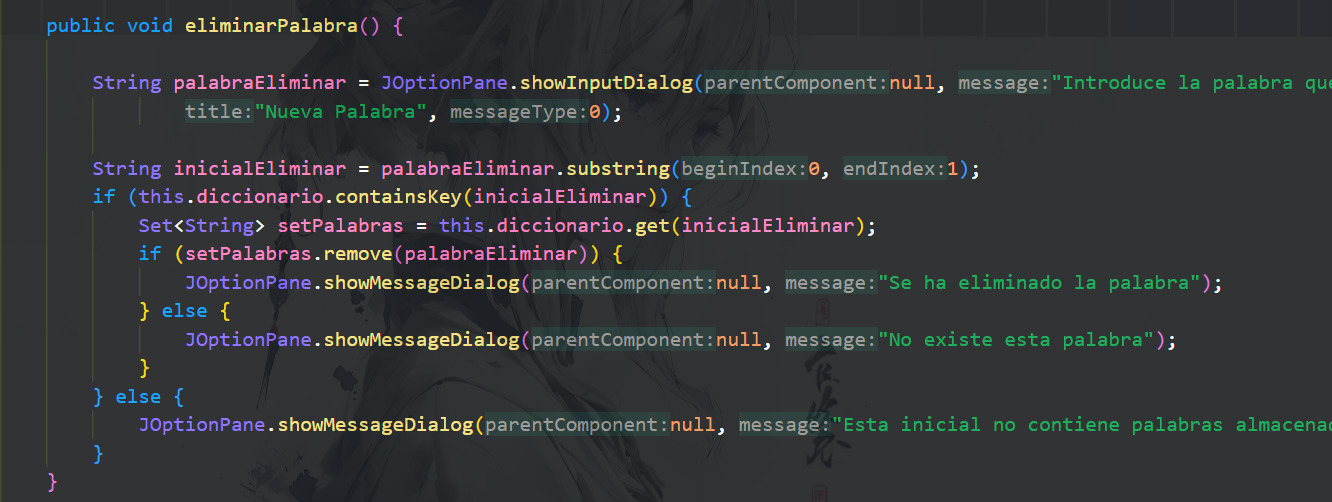 public void eliminarPalabra() {
String palabraEliminar = JOptionPane.showInputDialog(parentComponent:null, message:"Introduce la palabra que
title:"Nueva Palabra", messageType:0);
String inicialEliminar = palabraEliminar.substring(beginIndex:0, endIndex:1);
if (this.diccionario.containsKey(inicialEliminar)) {
Set<String> setPalabras = this.diccionario.get(inicialEliminar);
if (setPalabras.remove(palabraEliminar)) {
JOptionPane.showMessageDialog(parentComponent:null, message:"Se ha eliminado la palabra");
} else {
JOptionPane.showMessageDialog(parentComponent:null, message:"No existe esta palabra");
}
} else {
JOptionPane.showMessageDialog(parentComponent:null, message:"Esta inicial no contiene palabras almacenad
}
}